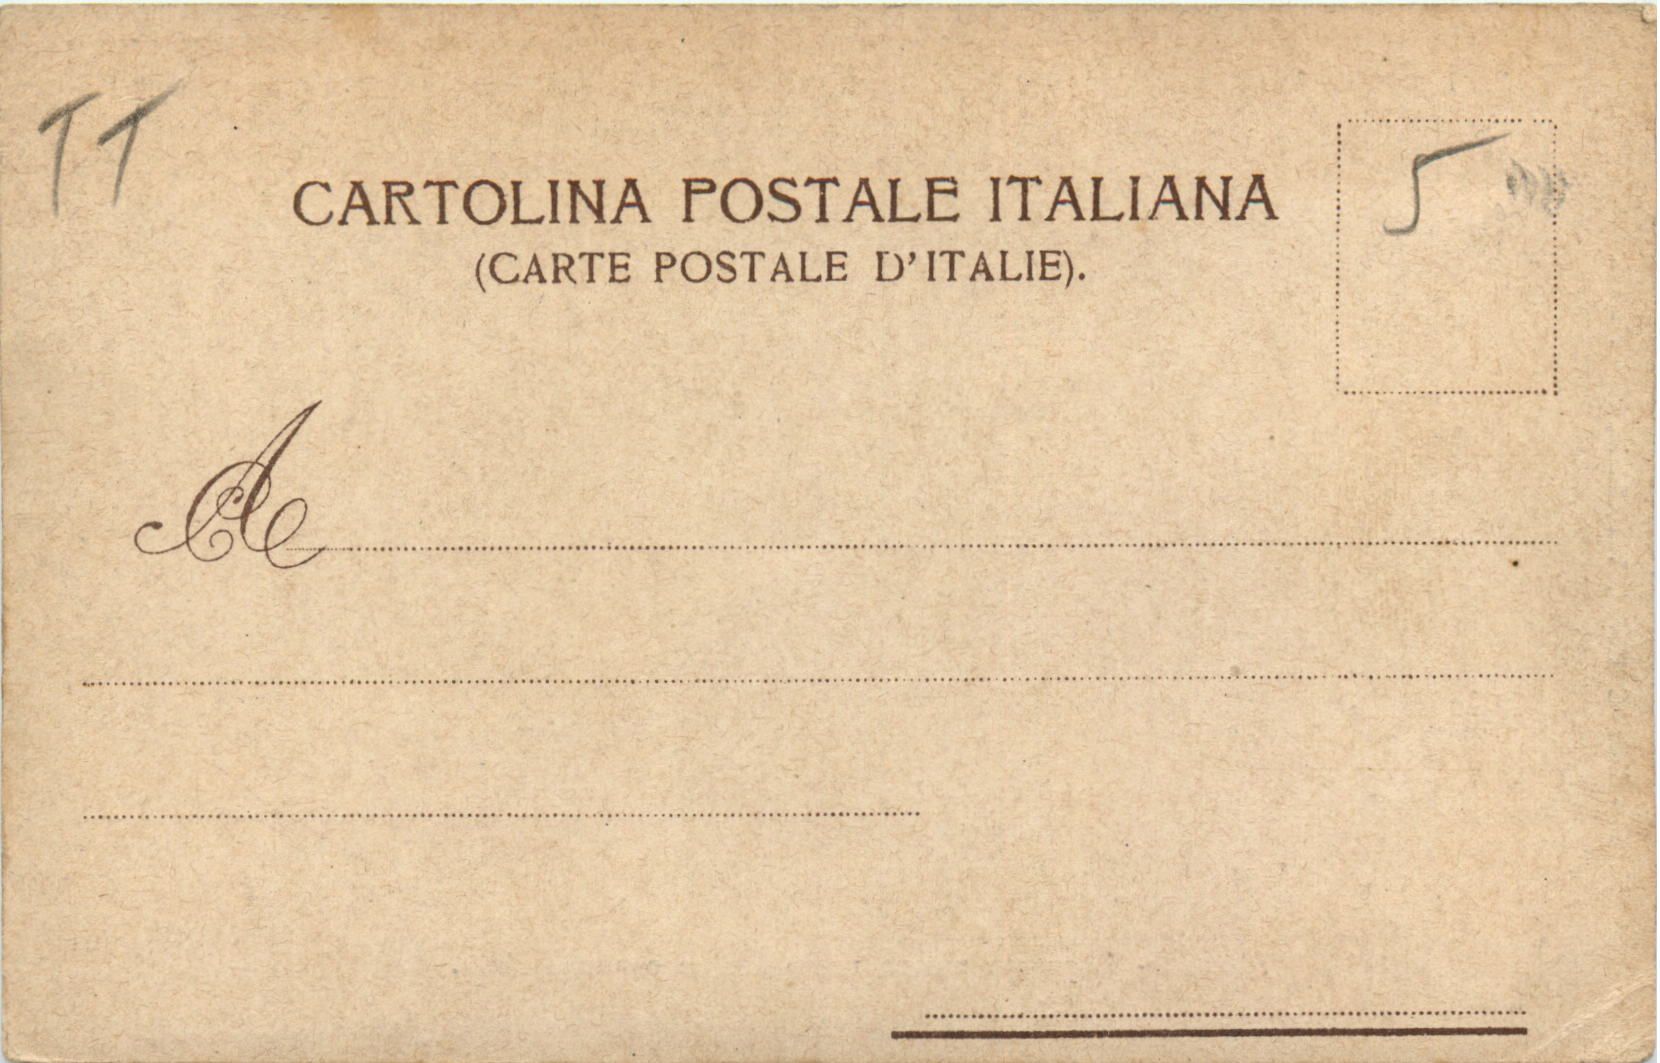 TT
CARTOLINA POSTALE ITALIANA
5
(CARTE POSTALE D'ITALIE).
A